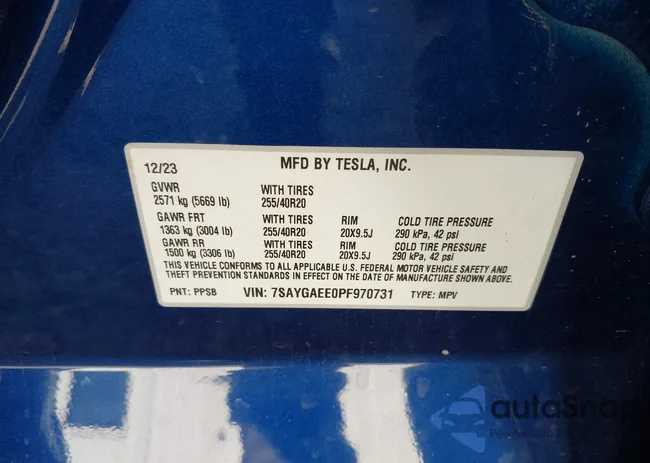 12/23 MFD BY TESLA, INC.
GVWR WITH TIRES
2571 kg (5669 lb) 255/40R20
GAWR FRT WITH TIRES RIM COLD TIRE PRESSURE
1363 kg (3004 lb) 255/40R20 20X9.5J 290 kPa, 42 psi
GAWR RR WITH TIRES RIM COLD TIRE PRESSURE
1500 kg (3306 lb) 255/40R20 20X9.5J 290 kPa, 42 psi
THIS VEHICLE CONFORMS TO ALL APPLICABLE U.S. FEDERAL MOTOR VEHICLE SAFETY AND
THEFT PREVENTION STANDARDS IN EFFECT ON THE DATE OF MANUFACTURE SHOWN ABOVE.
PNT: PPSB VIN: 7SAYGAEE0PF970731 TYPE: MPV
autoSnap